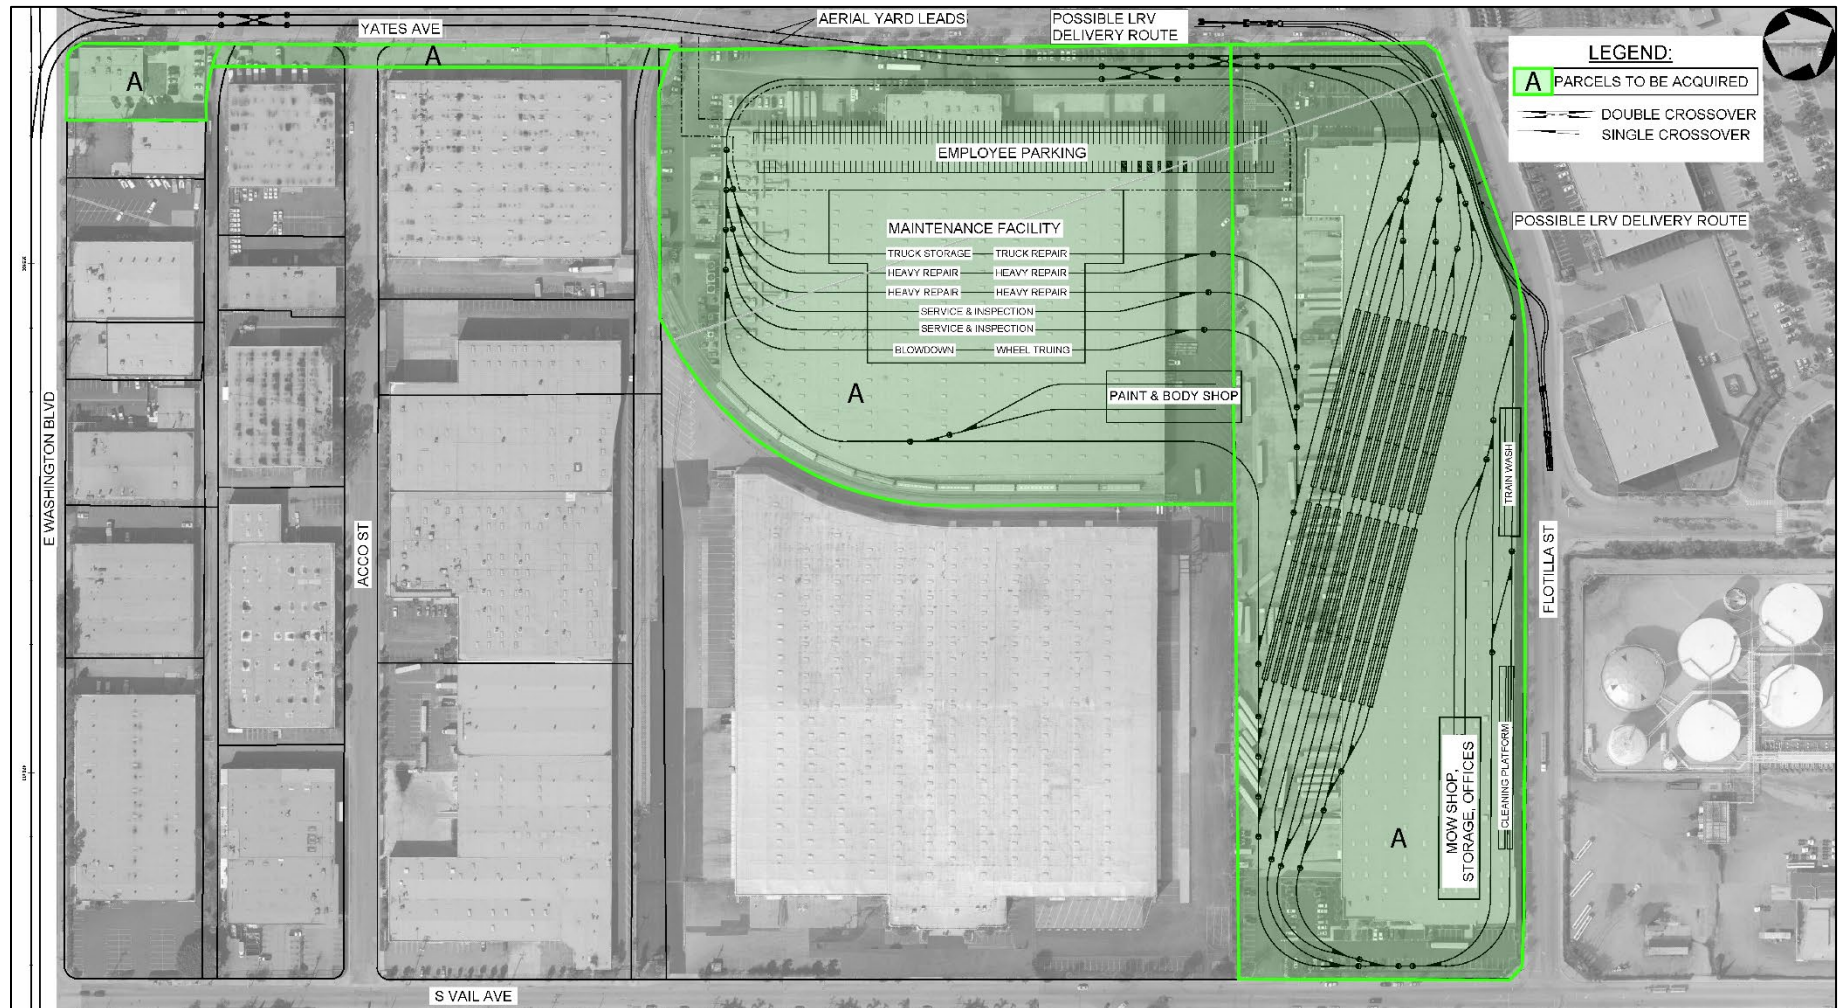 YATES AVE
AERIAL YARD LEADS
POSSIBLE LRV
DELIVERY ROUTE
LEGEND:
A PARCELS TO BE ACQUIRED
DOUBLE CROSSOVER
SINGLE CROSSOVER
A
A
EMPLOYEE PARKING
MAINTENANCE FACILITY
TRUCK STORAGE TRUCK REPAIR
HEAVY REPAIR HEAVY REPAIR
HEAVY REPAIR HEAVY REPAIR
SERVICE & INSPECTION
SERVICE & INSPECTION
BLOWDOWN WHEEL TRUING
POSSIBLE LRV DELIVERY ROUTE
A
PAINT & BODY SHOP
E WASHINGTON BLVD
ACCO ST
TRAIN WASH
FLOTILLA ST
MOW SHOP,
STORAGE, OFFICES
CLEANING PLATFORM
A
S VAIL AVE